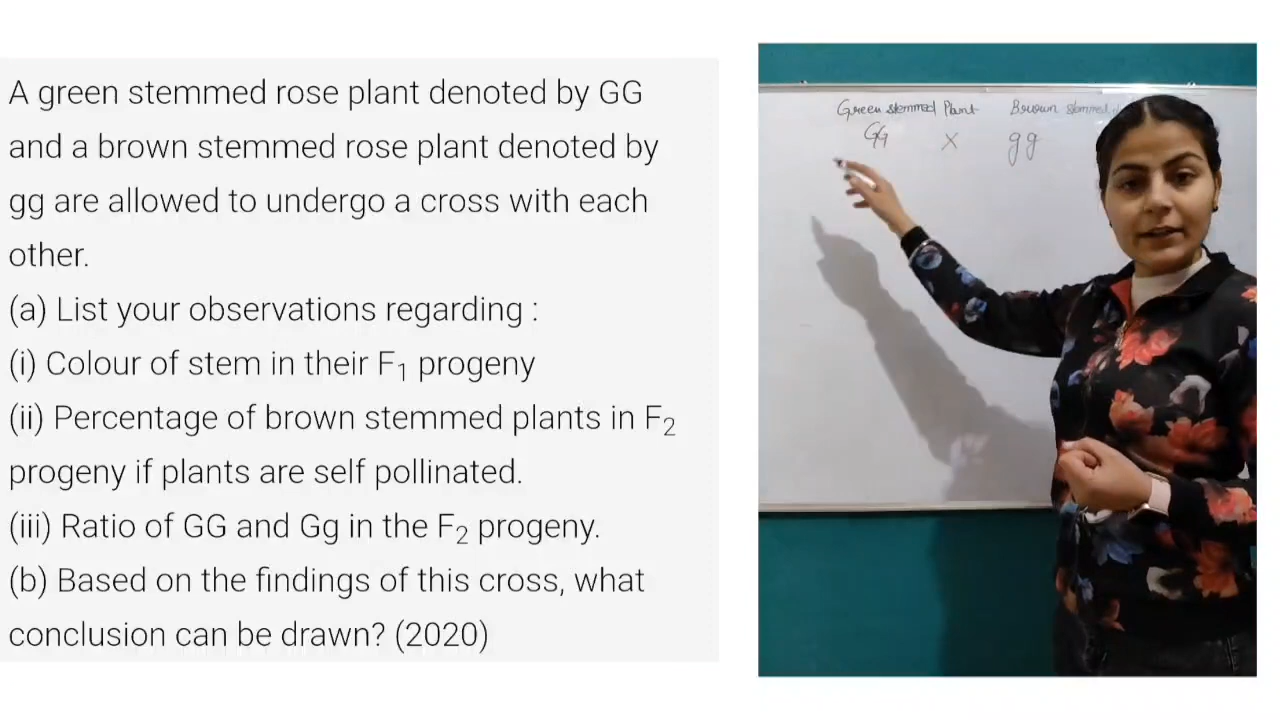 A green stemmed rose plant denoted by GG
and a brown stemmed rose plant denoted by
gg are allowed to undergo a cross with each
other.
(a) List your observations regarding :
(i) Colour of stem in their F₁ progeny
(ii) Percentage of brown stemmed plants in F₂
progeny if plants are self pollinated.
(iii) Ratio of GG and Gg in the F₂ progeny.
(b) Based on the findings of this cross, what
conclusion can be drawn? (2020)
Green stemmed Plant Brown stemmed
GG X gg